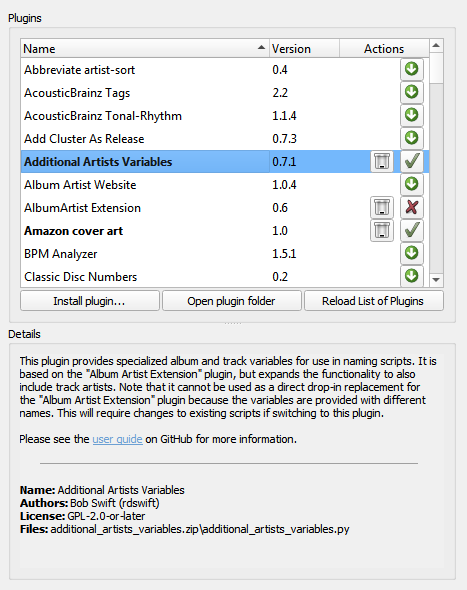 Plugins
Name Version Actions
Abbreviate artist-sort 0.4
AcousticBrainz Tags 2.2
AcousticBrainz Tonal-Rhythm 1.1.4
Add Cluster As Release 0.7.3
Additional Artists Variables 0.7.1
Album Artist Website 1.0.4
AlbumArtist Extension 0.6
Amazon cover art 1.0
BPM Analyzer 1.5.1
Classic Disc Numbers 0.2
Install plugin... Open plugin folder Reload List of Plugins
Details
This plugin provides specialized album and track variables for use in naming scripts. It is
based on the "Album Artist Extension" plugin, but expands the functionality to also
include track artists. Note that it cannot be used as a direct drop-in replacement for
the "Album Artist Extension" plugin because the variables are provided with different
names. This will require changes to existing scripts if switching to this plugin.
Please see the user guide on GitHub for more information.
Name: Additional Artists Variables
Authors: Bob Swift (rdswift)
License: GPL-2.0-or-later
Files: additional_artists_variables.zip\additional_artists_variables.py